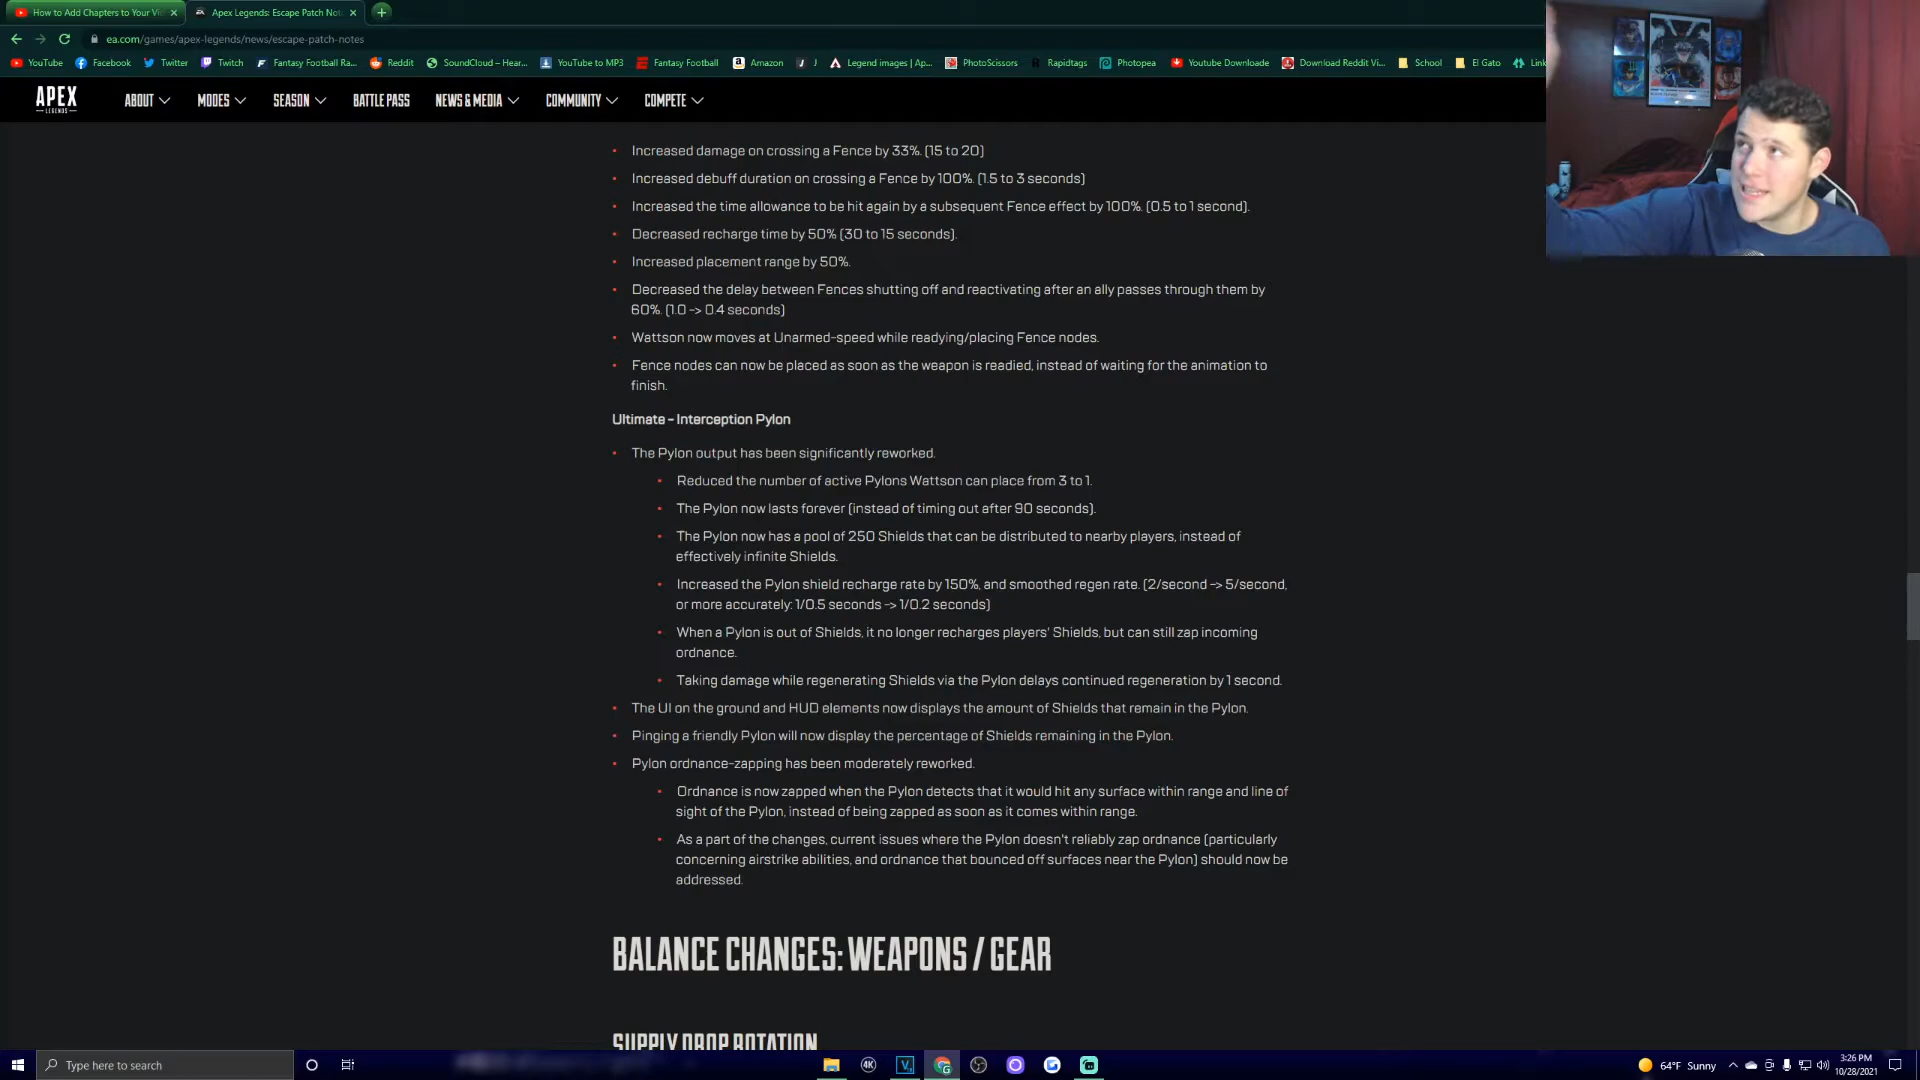 How to Add Chapters to Your Vi
Apex Legends: Escape Patch Not
ea.com/games/apex-legends/news/escape-patch-notes
YouTube Facebook Twitter Twitch Fantasy Football Ra... Reddit SoundCloud – Hear... YouTube to MP3 Fantasy Football Amazon J Legend images | Ap... PhotoScissors Rapidtags Photopea Youtube Downloade Download Reddit Vi... School El Gato Link
APEX LEGENDS ABOUT MODES SEASON BATTLE PASS NEWS & MEDIA COMMUNITY COMPETE
• Increased damage on crossing a Fence by 33%. (15 to 20)
• Increased debuff duration on crossing a Fence by 100%. (1.5 to 3 seconds)
• Increased the time allowance to be hit again by a subsequent Fence effect by 100%. (0.5 to 1 second).
• Decreased recharge time by 50% (30 to 15 seconds).
• Increased placement range by 50%.
• Decreased the delay between Fences shutting off and reactivating after an ally passes through them by
60%. (1.0 -> 0.4 seconds)
• Wattson now moves at Unarmed-speed while readying/placing Fence nodes.
• Fence nodes can now be placed as soon as the weapon is readied, instead of waiting for the animation to
finish.
Ultimate - Interception Pylon
• The Pylon output has been significantly reworked.
• Reduced the number of active Pylons Wattson can place from 3 to 1.
• The Pylon now lasts forever (instead of timing out after 90 seconds).
• The Pylon now has a pool of 250 Shields that can be distributed to nearby players, instead of
effectively infinite Shields.
• Increased the Pylon shield recharge rate by 150%, and smoothed regen rate. (2/second -> 5/second,
or more accurately: 1/0.5 seconds -> 1/0.2 seconds)
• When a Pylon is out of Shields, it no longer recharges players' Shields, but can still zap incoming
ordnance.
• Taking damage while regenerating Shields via the Pylon delays continued regeneration by 1 second.
• The UI on the ground and HUD elements now displays the amount of Shields that remain in the Pylon.
• Pinging a friendly Pylon will now display the percentage of Shields remaining in the Pylon.
• Pylon ordnance-zapping has been moderately reworked.
• Ordnance is now zapped when the Pylon detects that it would hit any surface within range and line of
sight of the Pylon, instead of being zapped as soon as it comes within range.
• As a part of the changes, current issues where the Pylon doesn't reliably zap ordnance (particularly
concerning airstrike abilities, and ordnance that bounced off surfaces near the Pylon) should now be
addressed.
BALANCE CHANGES: WEAPONS / GEAR
SUPPLY DROP ROTATION
Type here to search
4K
64°F Sunny
3:26 PM
10/28/2021